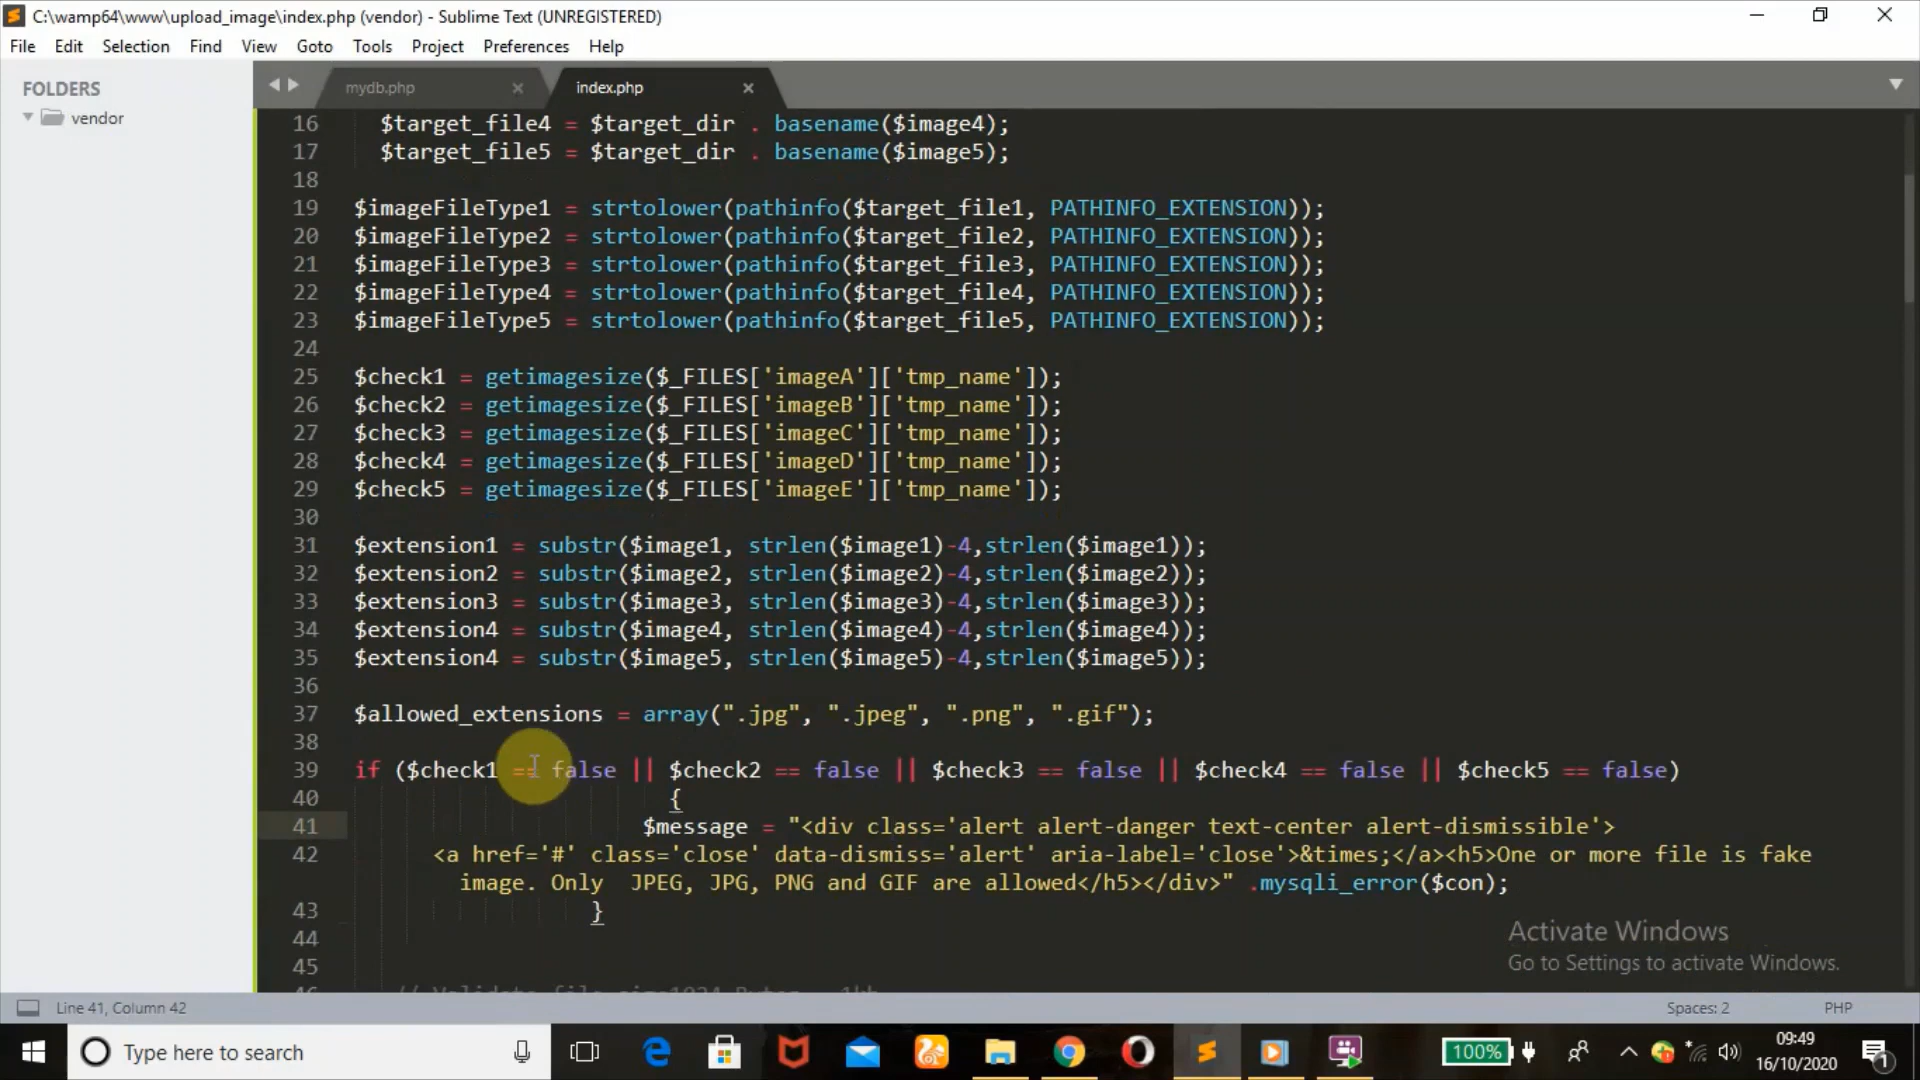 C:\wamp64\www\upload_image\index.php (vendor) - Sublime Text (UNREGISTERED)
File Edit Selection Find View Goto Tools Project Preferences Help
FOLDERS
vendor
mydb.php × index.php ×
16 $target_file4 = $target_dir . basename($image4);
17 $target_file5 = $target_dir . basename($image5);
18
19 $imageFileType1 = strtolower(pathinfo($target_file1, PATHINFO_EXTENSION));
20 $imageFileType2 = strtolower(pathinfo($target_file2, PATHINFO_EXTENSION));
21 $imageFileType3 = strtolower(pathinfo($target_file3, PATHINFO_EXTENSION));
22 $imageFileType4 = strtolower(pathinfo($target_file4, PATHINFO_EXTENSION));
23 $imageFileType5 = strtolower(pathinfo($target_file5, PATHINFO_EXTENSION));
24
25 $check1 = getimagesize($_FILES['imageA']['tmp_name']);
26 $check2 = getimagesize($_FILES['imageB']['tmp_name']);
27 $check3 = getimagesize($_FILES['imageC']['tmp_name']);
28 $check4 = getimagesize($_FILES['imageD']['tmp_name']);
29 $check5 = getimagesize($_FILES['imageE']['tmp_name']);
30
31 $extension1 = substr($image1, strlen($image1)-4,strlen($image1));
32 $extension2 = substr($image2, strlen($image2)-4,strlen($image2));
33 $extension3 = substr($image3, strlen($image3)-4,strlen($image3));
34 $extension4 = substr($image4, strlen($image4)-4,strlen($image4));
35 $extension4 = substr($image5, strlen($image5)-4,strlen($image5));
36
37 $allowed_extensions = array(".jpg", ".jpeg", ".png", ".gif");
38
39 if ($check1 == false || $check2 == false || $check3 == false || $check4 == false || $check5 == false)
40 {
41 $message = "<div class='alert alert-danger text-center alert-dismissible'>
42 <a href='#' class='close' data-dismiss='alert' aria-label='close'>&times;</a><h5>One or more file is fake
image. Only JPEG, JPG, PNG and GIF are allowed</h5></div>" .mysqli_error($con);
43 }
44
45
46 // Validate file size1024 Bytes = 1kb
Activate Windows
Go to Settings to activate Windows.
Line 41, Column 42 Spaces: 2 PHP
Type here to search 100% 09:49
16/10/2020 1